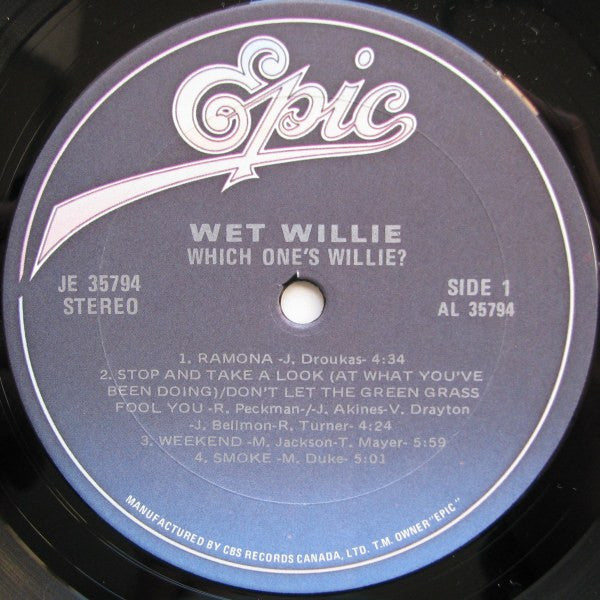 Epic
WET WILLIE
WHICH ONE'S WILLIE?
JE 35794
STEREO
SIDE 1
AL 35794
1. RAMONA -J. Droukas- 4:34
2. STOP AND TAKE A LOOK (AT WHAT YOU'VE
BEEN DOING)/DON'T LET THE GREEN GRASS
FOOL YOU -R. Peckman-/-J. Akines-V. Drayton
-J. Bellmon-R. Turner- 4:24
3. WEEKEND -M. Jackson-T. Mayer- 5:59
4. SMOKE -M. Duke- 5:01
MANUFACTURED BY CBS RECORDS CANADA, LTD. T.M. OWNER "EPIC"